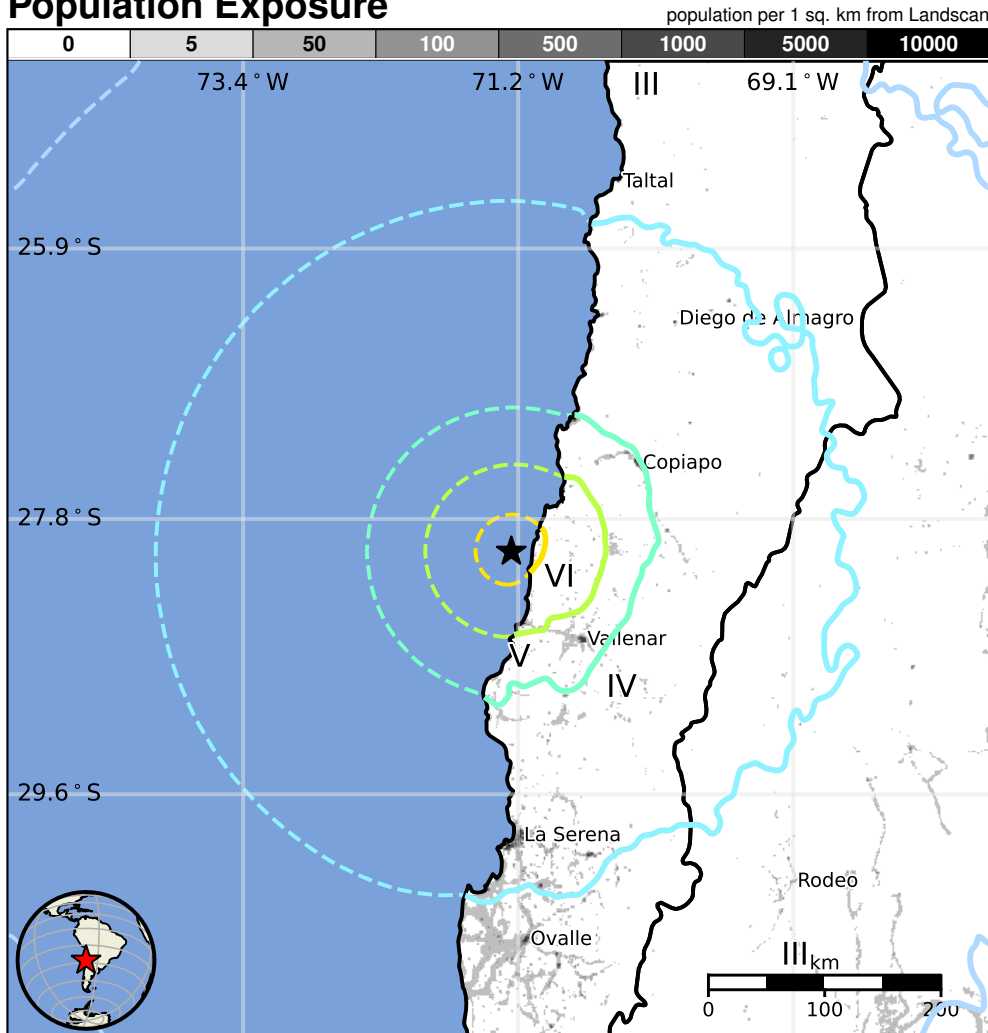 Population Exposure
population per 1 sq. km from Landscan
0 5 50 100 500 1000 5000 10000
73.4°W 71.2°W III 69.1°W
Taltal
25.9°S
Diego de Almagro
Copiapo
27.8°S
VI
Vallenar
V
IV
29.6°S
La Serena
Rodeo
Ovalle
III km
0 100 200